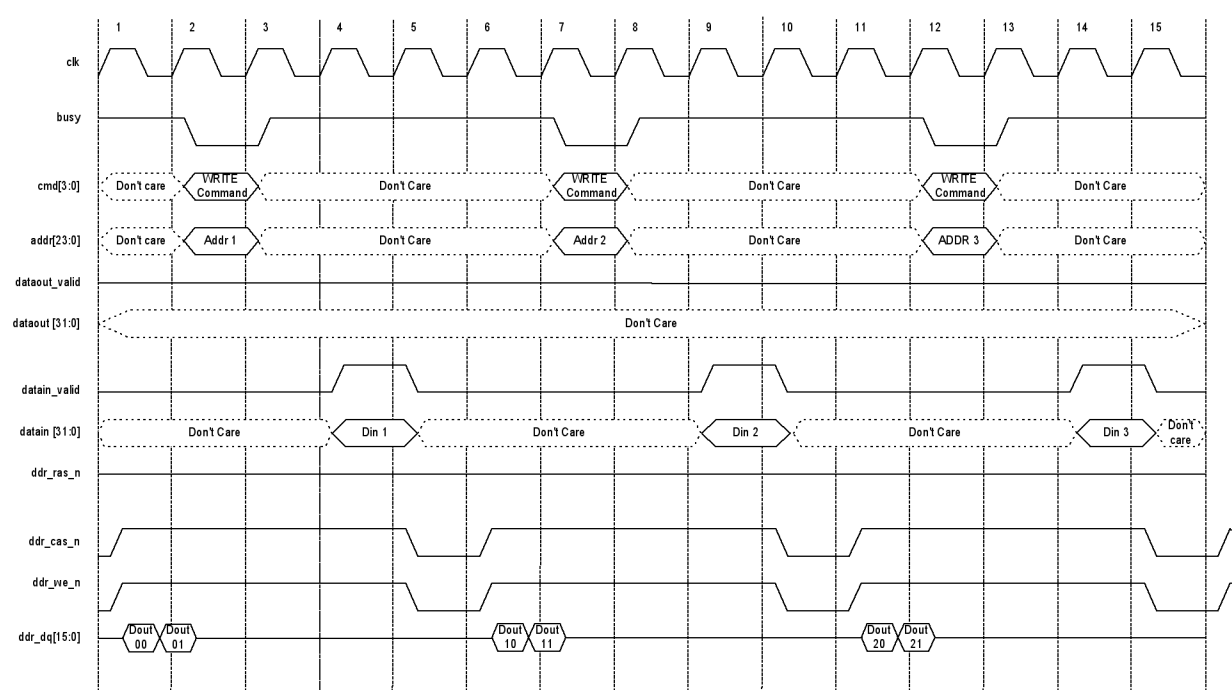 1 2 3 4 5 6 7 8 9 10 11 12 13 14 15
clk
busy
cmd[3:0] Don't care WRITE Command Don't Care WRITE Command Don't Care WRITE Command Don't Care
addr[23:0] Don't care Addr 1 Don't Care Addr 2 Don't Care ADDR 3 Don't Care
dataout_valid
dataout [31:0] Don't Care
datain_valid
datain [31:0] Don't Care Din 1 Don't Care Din 2 Don't Care Din 3 Don't care
ddr_ras_n
ddr_cas_n
ddr_we_n
ddr_dq[15:0] Dout 00 Dout 01 Dout 10 Dout 11 Dout 20 Dout 21